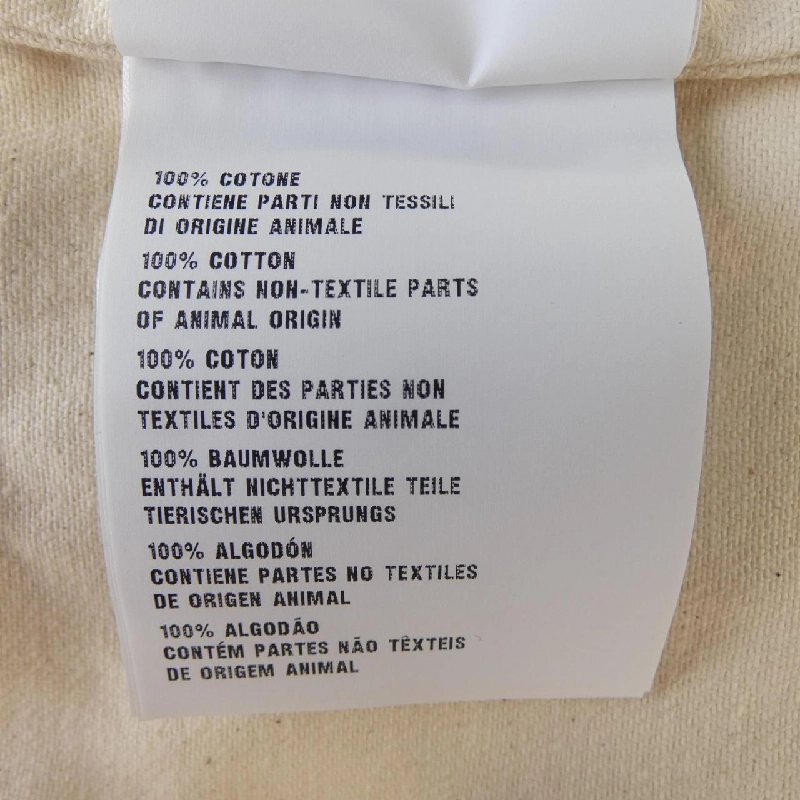 100% COTONE
CONTIENE PARTI NON TESSILI
DI ORIGINE ANIMALE
100% COTTON
CONTAINS NON-TEXTILE PARTS
OF ANIMAL ORIGIN
100% COTON
CONTIENT DES PARTIES NON
TEXTILES D'ORIGINE ANIMALE
100% BAUMWOLLE
ENTHÄLT NICHTTEXTILE TEILE
TIERISCHEN URSPRUNGS
100% ALGODÓN
CONTIENE PARTES NO TEXTILES
DE ORIGEN ANIMAL
100% ALGODÃO
CONTÉM PARTES NÃO TÊXTEIS
DE ORIGEM ANIMAL